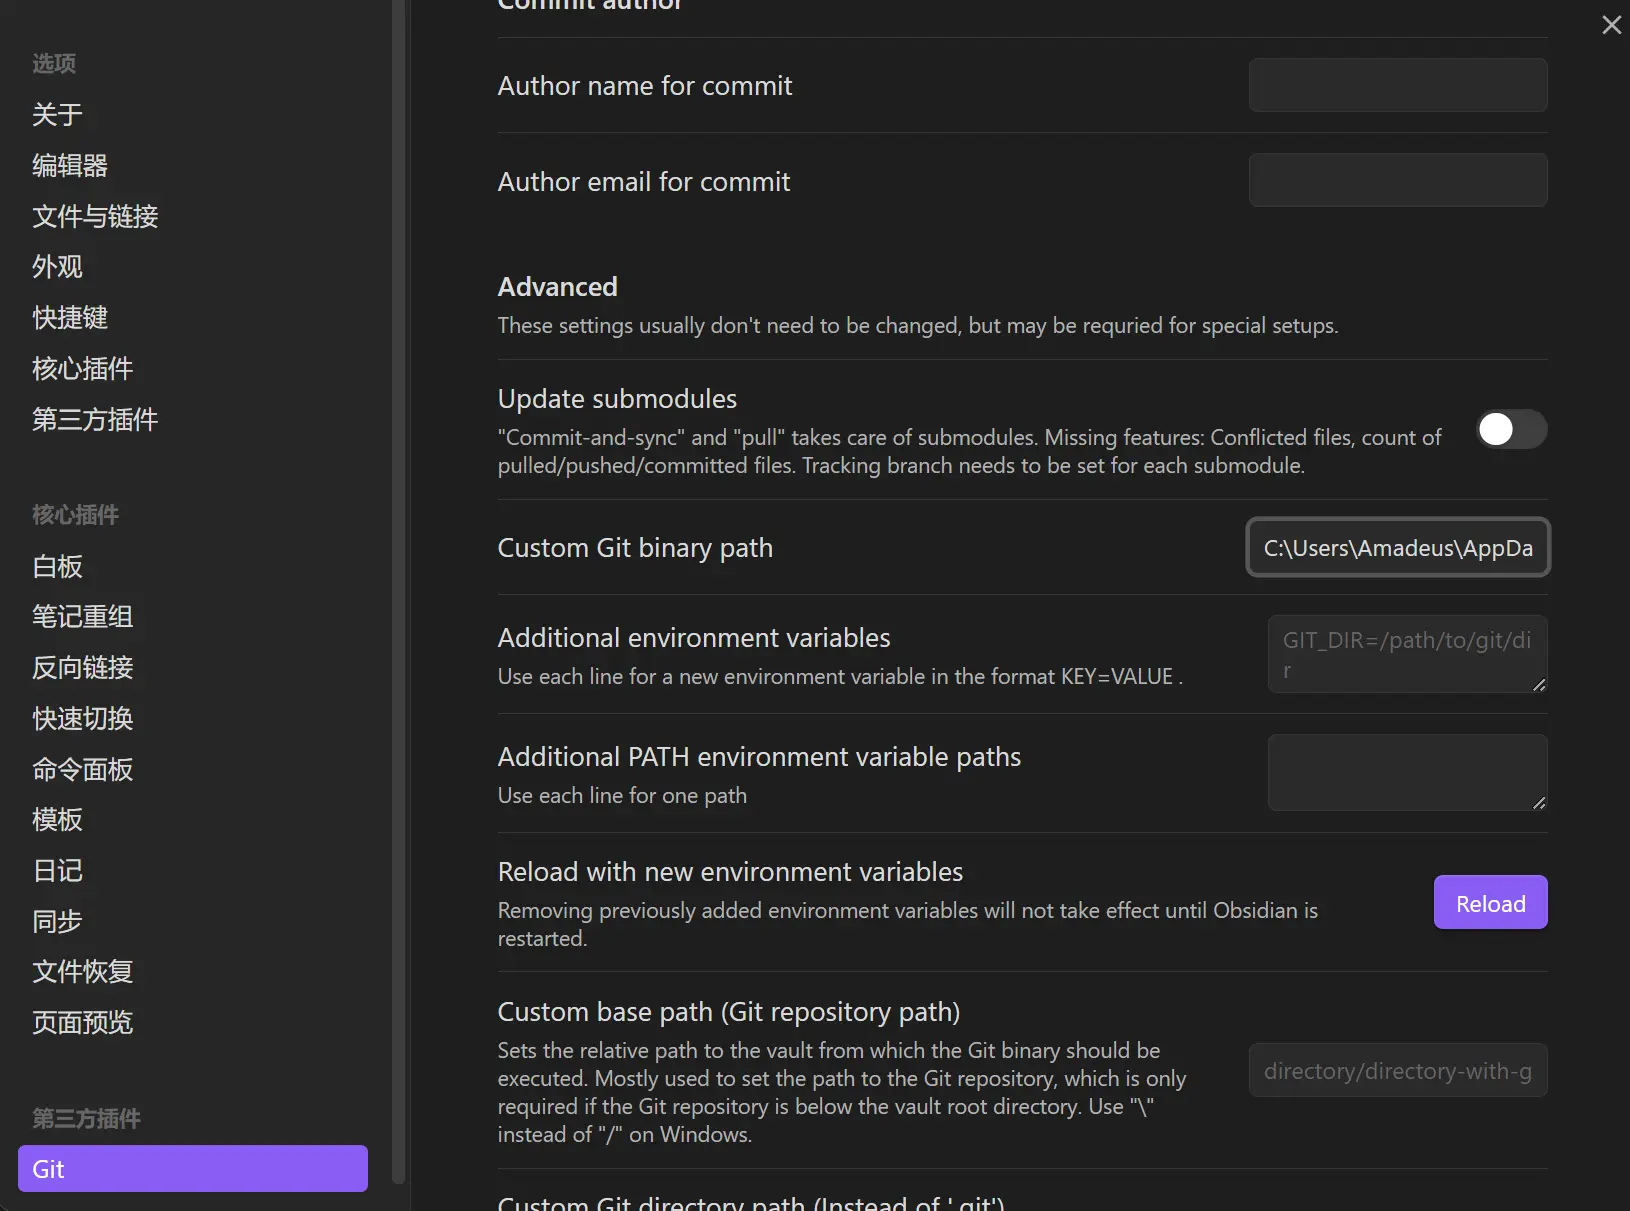 选项
关于
编辑器
文件与链接
外观
快捷键
核心插件
第三方插件
核心插件
白板
笔记重组
反向链接
快速切换
命令面板
模板
日记
同步
文件恢复
页面预览
第三方插件
Git
Commit author
Author name for commit
Author email for commit
Advanced
These settings usually don't need to be changed, but may be requried for special setups.
Update submodules
"Commit-and-sync" and "pull" takes care of submodules. Missing features: Conflicted files, count of
pulled/pushed/committed files. Tracking branch needs to be set for each submodule.
Custom Git binary path
C:\Users\Amadeus\AppDa
Additional environment variables
Use each line for a new environment variable in the format KEY=VALUE .
GIT_DIR=/path/to/git/di
r
Additional PATH environment variable paths
Use each line for one path
Reload with new environment variables
Removing previously added environment variables will not take effect until Obsidian is
restarted.
Reload
Custom base path (Git repository path)
Sets the relative path to the vault from which the Git binary should be
executed. Mostly used to set the path to the Git repository, which is only
required if the Git repository is below the vault root directory. Use "\"
instead of "/" on Windows.
directory/directory-with-g
Custom Git directory path (Instead of '.git')